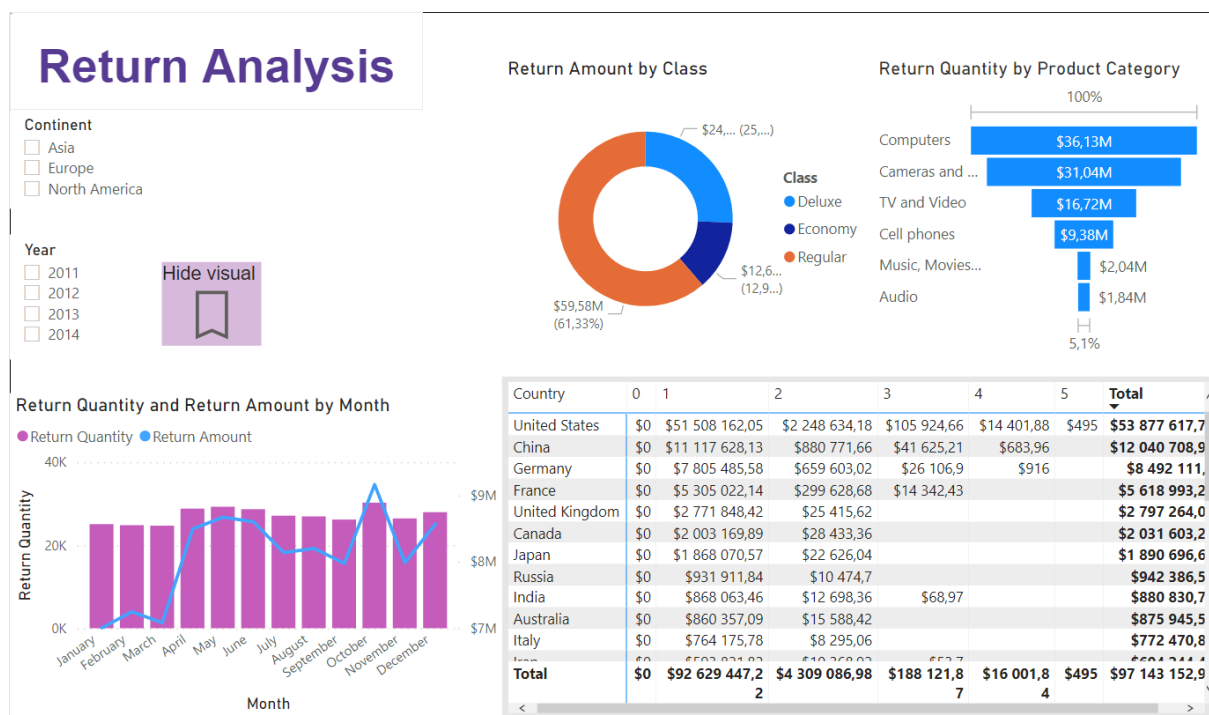 Return Analysis
Continent
Asia
Europe
North America
Year
2011
2012
2013
2014
Hide visual
Return Amount by Class
$24,... (25,...)
$12,6...
(12,9...)
$59,58M
(61,33%)
Class
Deluxe
Economy
Regular
Return Quantity by Product Category
100%
Computers $36,13M
Cameras and ... $31,04M
TV and Video $16,72M
Cell phones $9,38M
Music, Movies... $2,04M
Audio $1,84M
5,1%
Return Quantity and Return Amount by Month
Return Quantity Return Amount
Return Quantity
40K
20K
0K
$9M
$8M
$7M
January February March April May June July August September October November December
Month
Country 0 1 2 3 4 5 Total
United States $0 $51 508 162,05 $2 248 634,18 $105 924,66 $14 401,88 $495 $53 877 617,7
China $0 $11 117 628,13 $880 771,66 $41 625,21 $683,96 $12 040 708,9
Germany $0 $7 805 485,58 $659 603,02 $26 106,9 $916 $8 492 111,
France $0 $5 305 022,14 $299 628,68 $14 342,43 $5 618 993,2
United Kingdom $0 $2 771 848,42 $25 415,62 $2 797 264,0
Canada $0 $2 003 169,89 $28 433,36 $2 031 603,2
Japan $0 $1 868 070,57 $22 626,04 $1 890 696,6
Russia $0 $931 911,84 $10 474,7 $942 386,5
India $0 $868 063,46 $12 698,36 $68,97 $880 830,7
Australia $0 $860 357,09 $15 588,42 $875 945,5
Italy $0 $764 175,78 $8 295,06 $772 470,8
Total $0 $92 629 447,2 $4 309 086,98 $188 121,8 $16 001,8 $495 $97 143 152,9
2 7 4